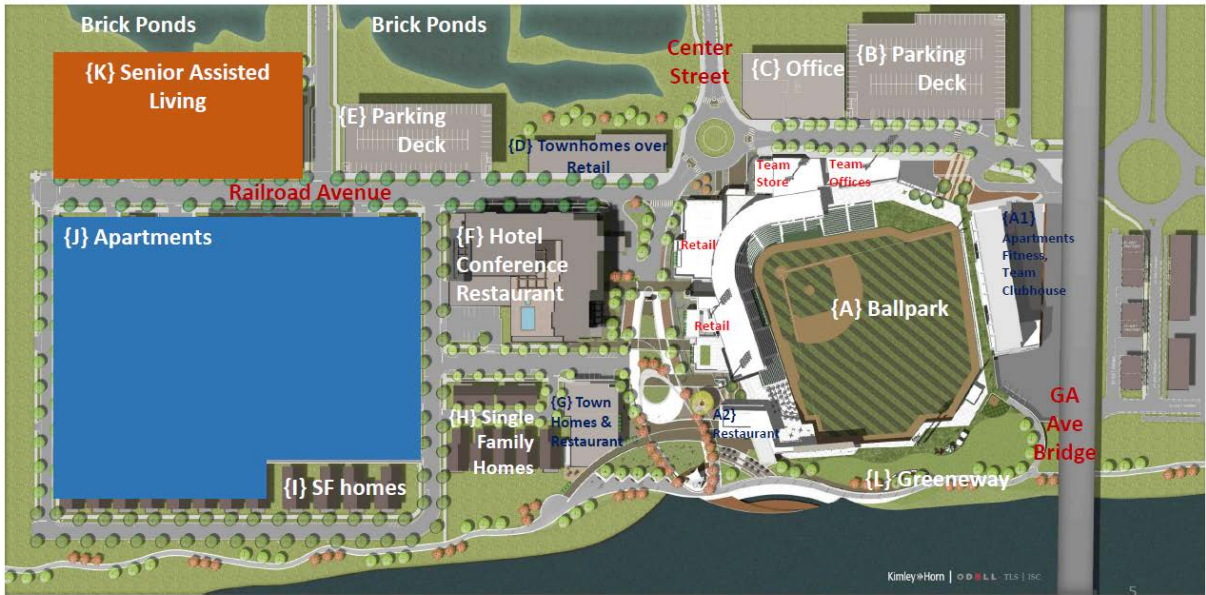 Brick Ponds
Brick Ponds
{K} Senior Assisted
Living
{E} Parking
Deck
{D} Townhomes over
Retail
Center
Street
{C} Office
{B} Parking
Deck
Railroad Avenue
Team
Store
Team
Offices
{J} Apartments
{F} Hotel
Conference
Restaurant
Retail
Retail
{A} Ballpark
{A1}
Apartments
Fitness,
Team
Clubhouse
{H} Single
Family
Homes
{G} Town
Homes &
Restaurant
A2}
Restaurant
GA
Ave
Bridge
{I} SF homes
{L} Greeneway
Kimley»Horn | ODELL TLS | ISC
5